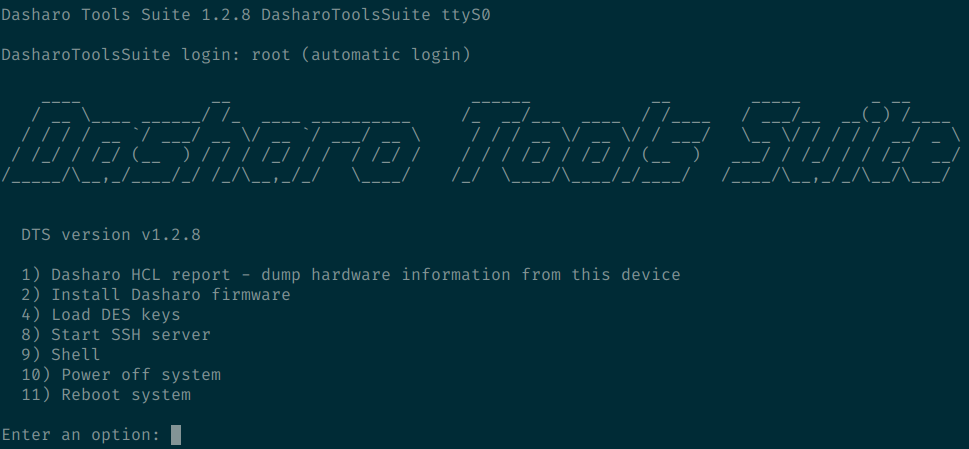 Dasharo Tools Suite 1.2.8 DasharoToolsSuite ttyS0
DasharoToolsSuite login: root (automatic login)
Dasharo Tools Suite
DTS version v1.2.8
1) Dasharo HCL report - dump hardware information from this device
2) Install Dasharo firmware
4) Load DES keys
8) Start SSH server
9) Shell
10) Power off system
11) Reboot system
Enter an option: